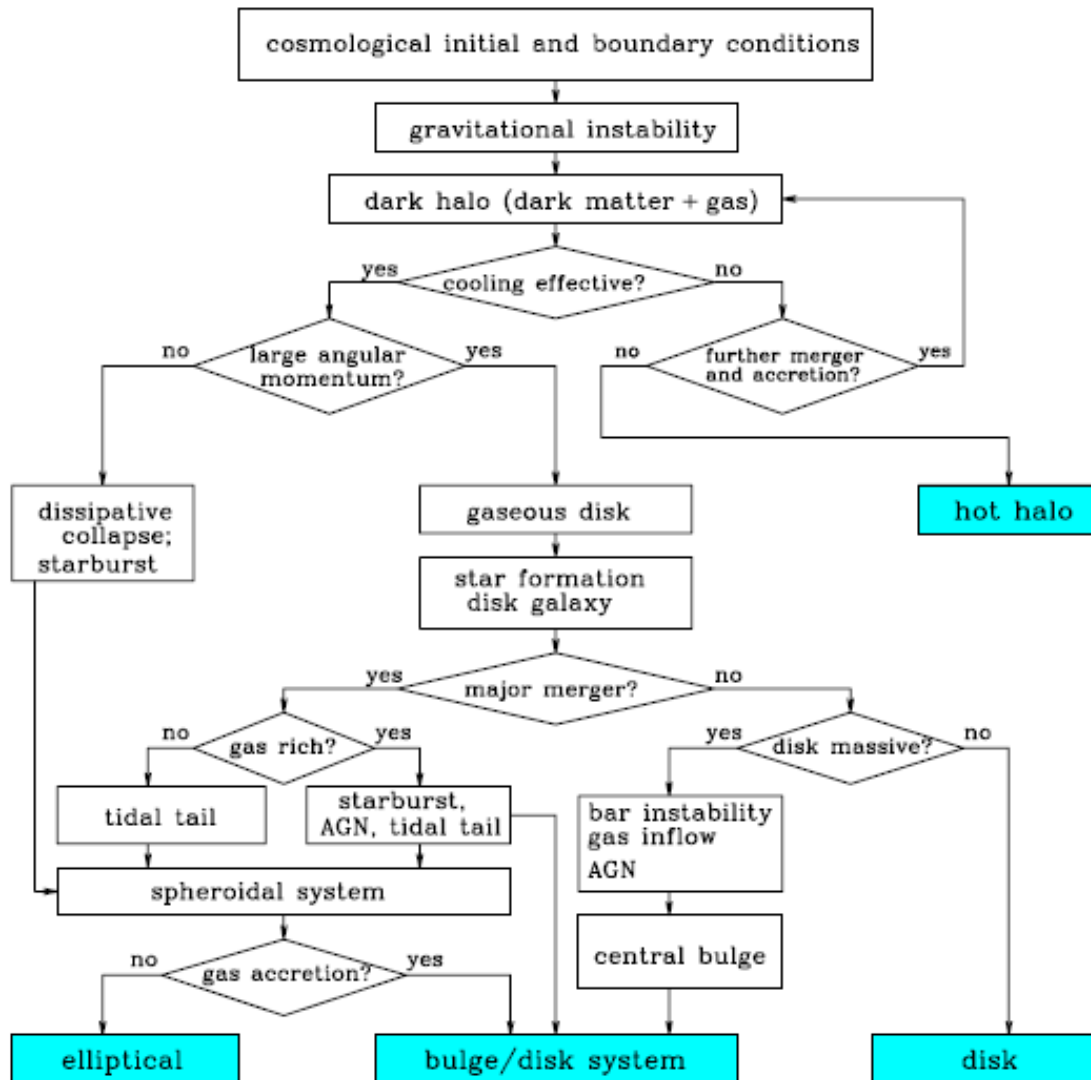 cosmological initial and boundary conditions
gravitational instability
dark halo (dark matter + gas)
yes
no
cooling effective?
no
large angular
momentum?
yes
no
further merger
and accretion?
yes
dissipative
collapse;
starburst
gaseous disk
hot halo
star formation
disk galaxy
yes
major merger?
no
no
gas rich?
yes
yes
disk massive?
no
tidal tail
starburst,
AGN, tidal tail
bar instability
gas inflow
AGN
spheroidal system
central bulge
no
gas accretion?
yes
elliptical
bulge/disk system
disk